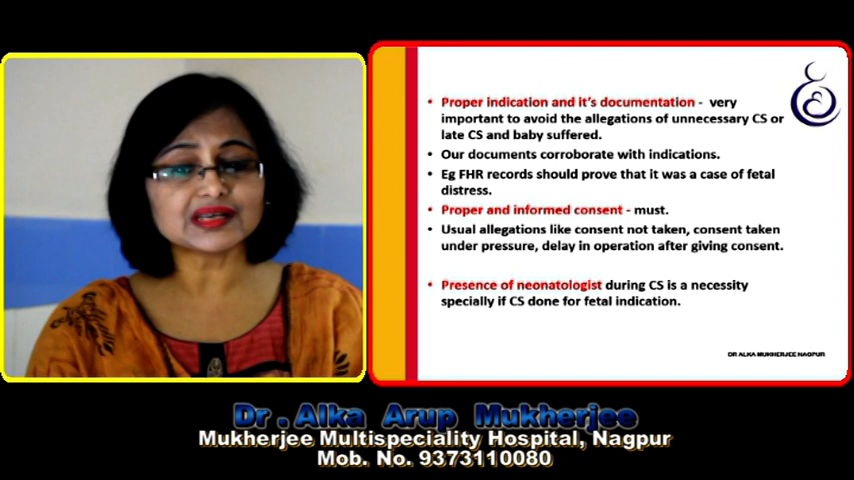 • Proper indication and it's documentation - very
important to avoid the allegations of unnecessary CS or
late CS and baby suffered.
• Our documents corroborate with indications.
• Eg FHR records should prove that it was a case of fetal
distress.
• Proper and informed consent - must.
• Usual allegations like consent not taken, consent taken
under pressure, delay in operation after giving consent.
• Presence of neonatologist during CS is a necessity
specially if CS done for fetal indication.
DR ALKA MUKHERJEE NAGPUR
Dr . Alka Arup Mukherjee
Mukherjee Multispeciality Hospital, Nagpur
Mob. No. 9373110080